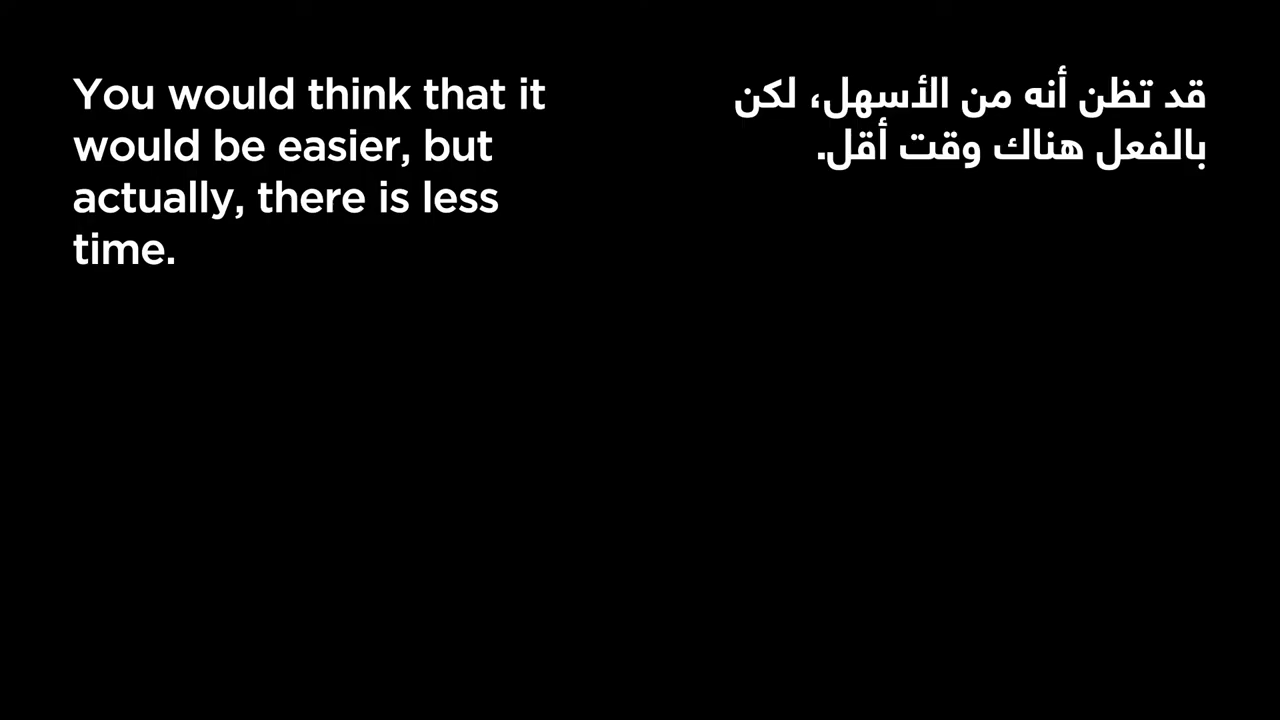 You would think that it
would be easier, but
actually, there is less
time.
قد تظن أنه من الأسهل، لكن
بالفعل هناك وقت أقل.